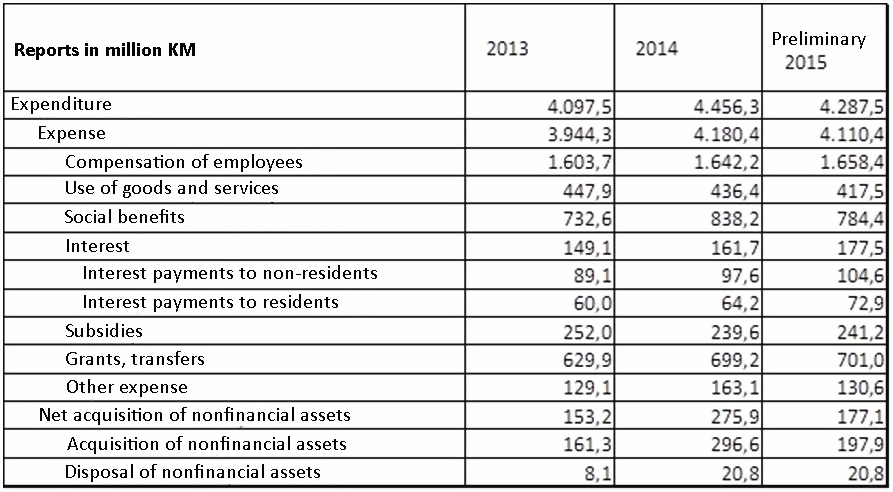 Reports in million KM 2013 2014 Preliminary 2015
Expenditure 4.097,5 4.456,3 4.287,5
Expense 3.944,3 4.180,4 4.110,4
Compensation of employees 1.603,7 1.642,2 1.658,4
Use of goods and services 447,9 436,4 417,5
Social benefits 732,6 838,2 784,4
Interest 149,1 161,7 177,5
Interest payments to non-residents 89,1 97,6 104,6
Interest payments to residents 60,0 64,2 72,9
Subsidies 252,0 239,6 241,2
Grants, transfers 629,9 699,2 701,0
Other expense 129,1 163,1 130,6
Net acquisition of nonfinancial assets 153,2 275,9 177,1
Acquisition of nonfinancial assets 161,3 296,6 197,9
Disposal of nonfinancial assets 8,1 20,8 20,8